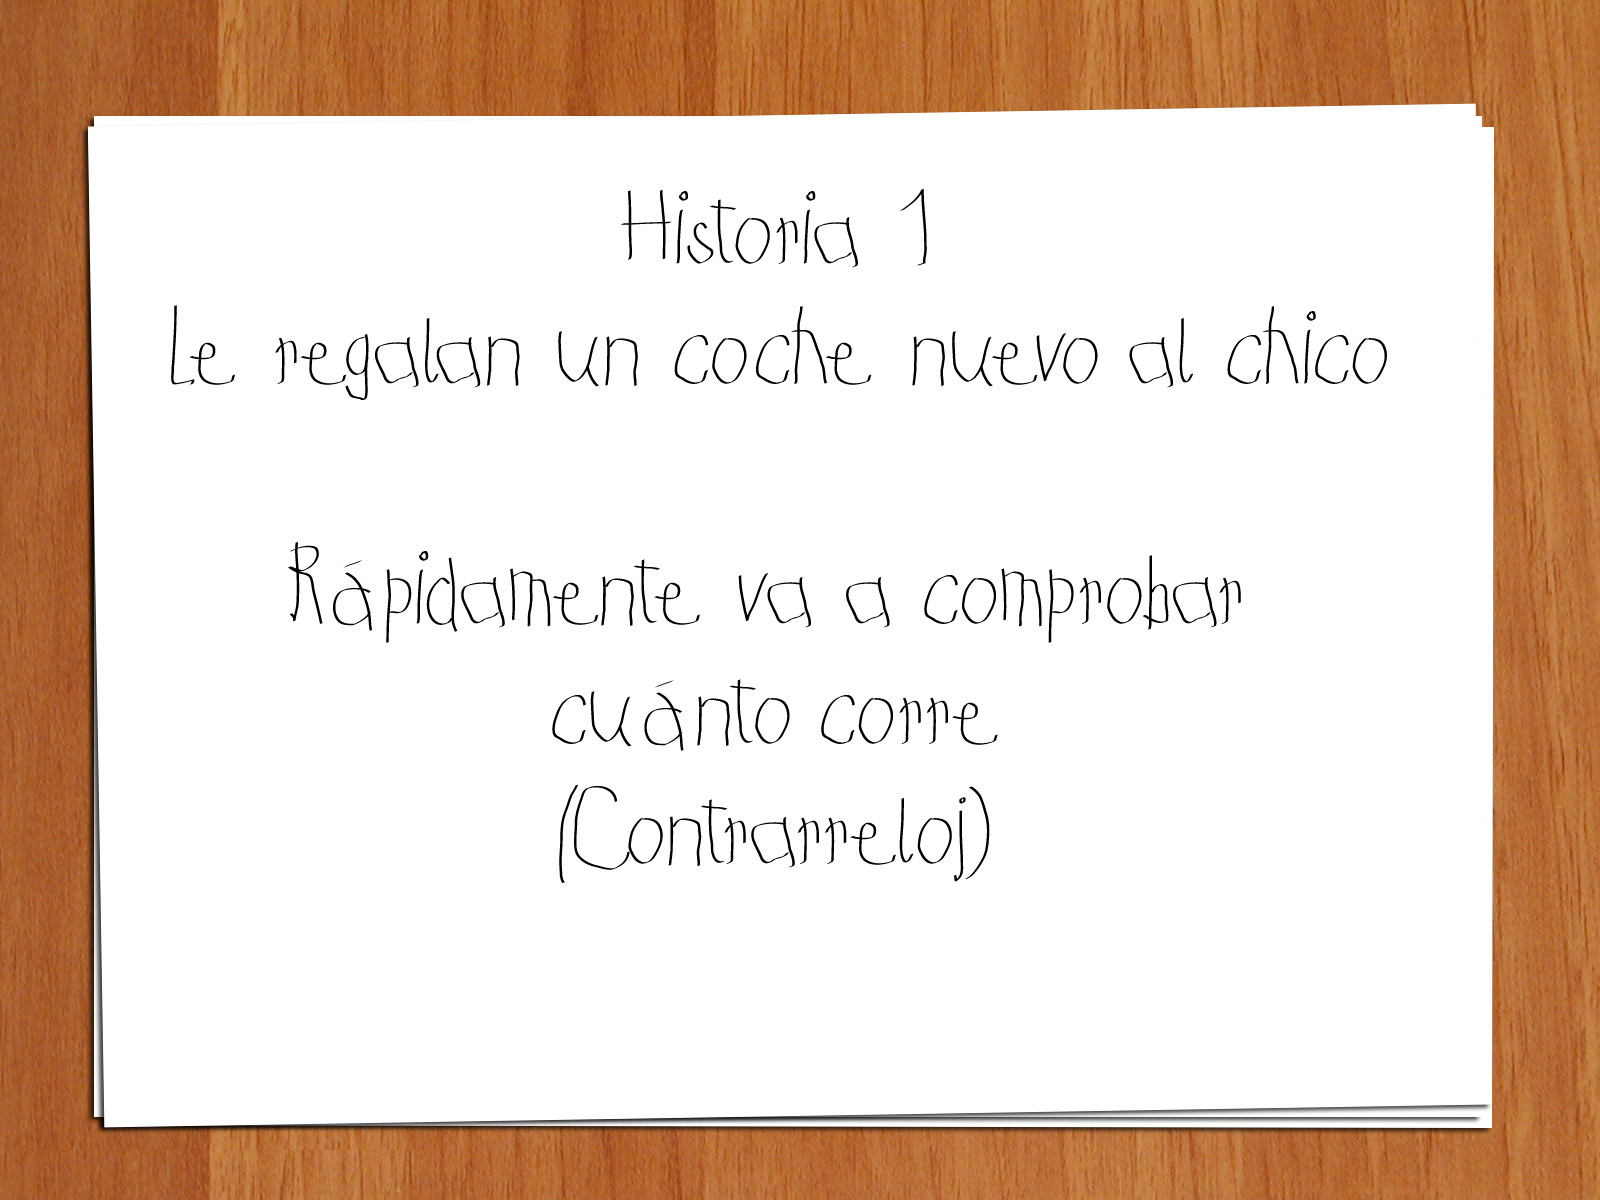 Historia 1
Le regalan un coche nuevo al chico
Rápidamente va a comprobar
cuánto corre
(Contrarreloj)